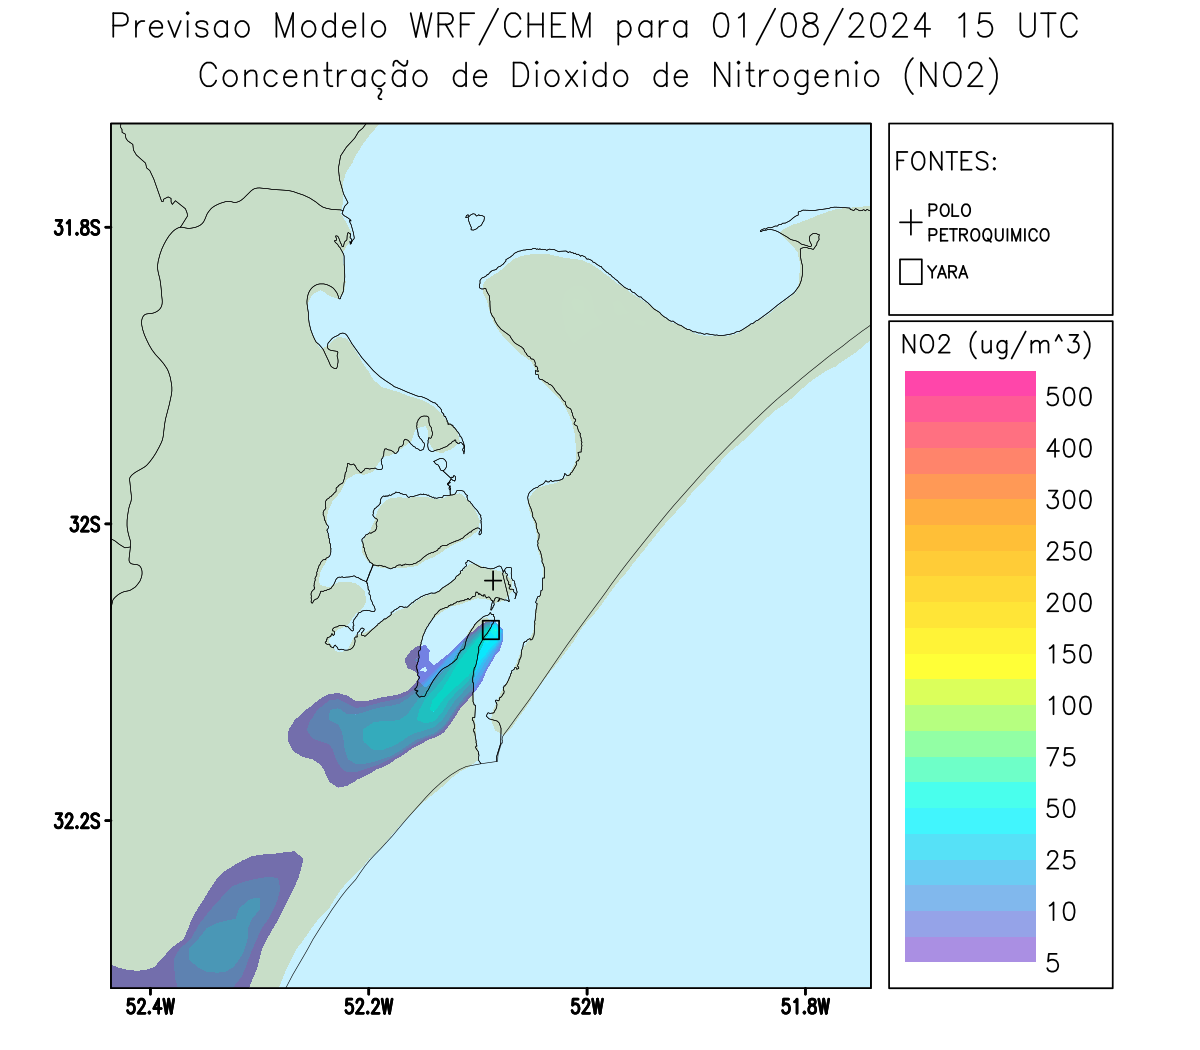 Previsao Modelo WRF/CHEM para 01/08/2024 15 UTC
Concentração de Dioxido de Nitrogenio (NO2)
FONTES:
POLO
PETROQUIMICO
YARA
NO2 (ug/m^3)
500
400
300
250
200
150
100
75
50
25
10
5
31.8S
32S
32.2S
52.4W
52.2W
52W
51.8W